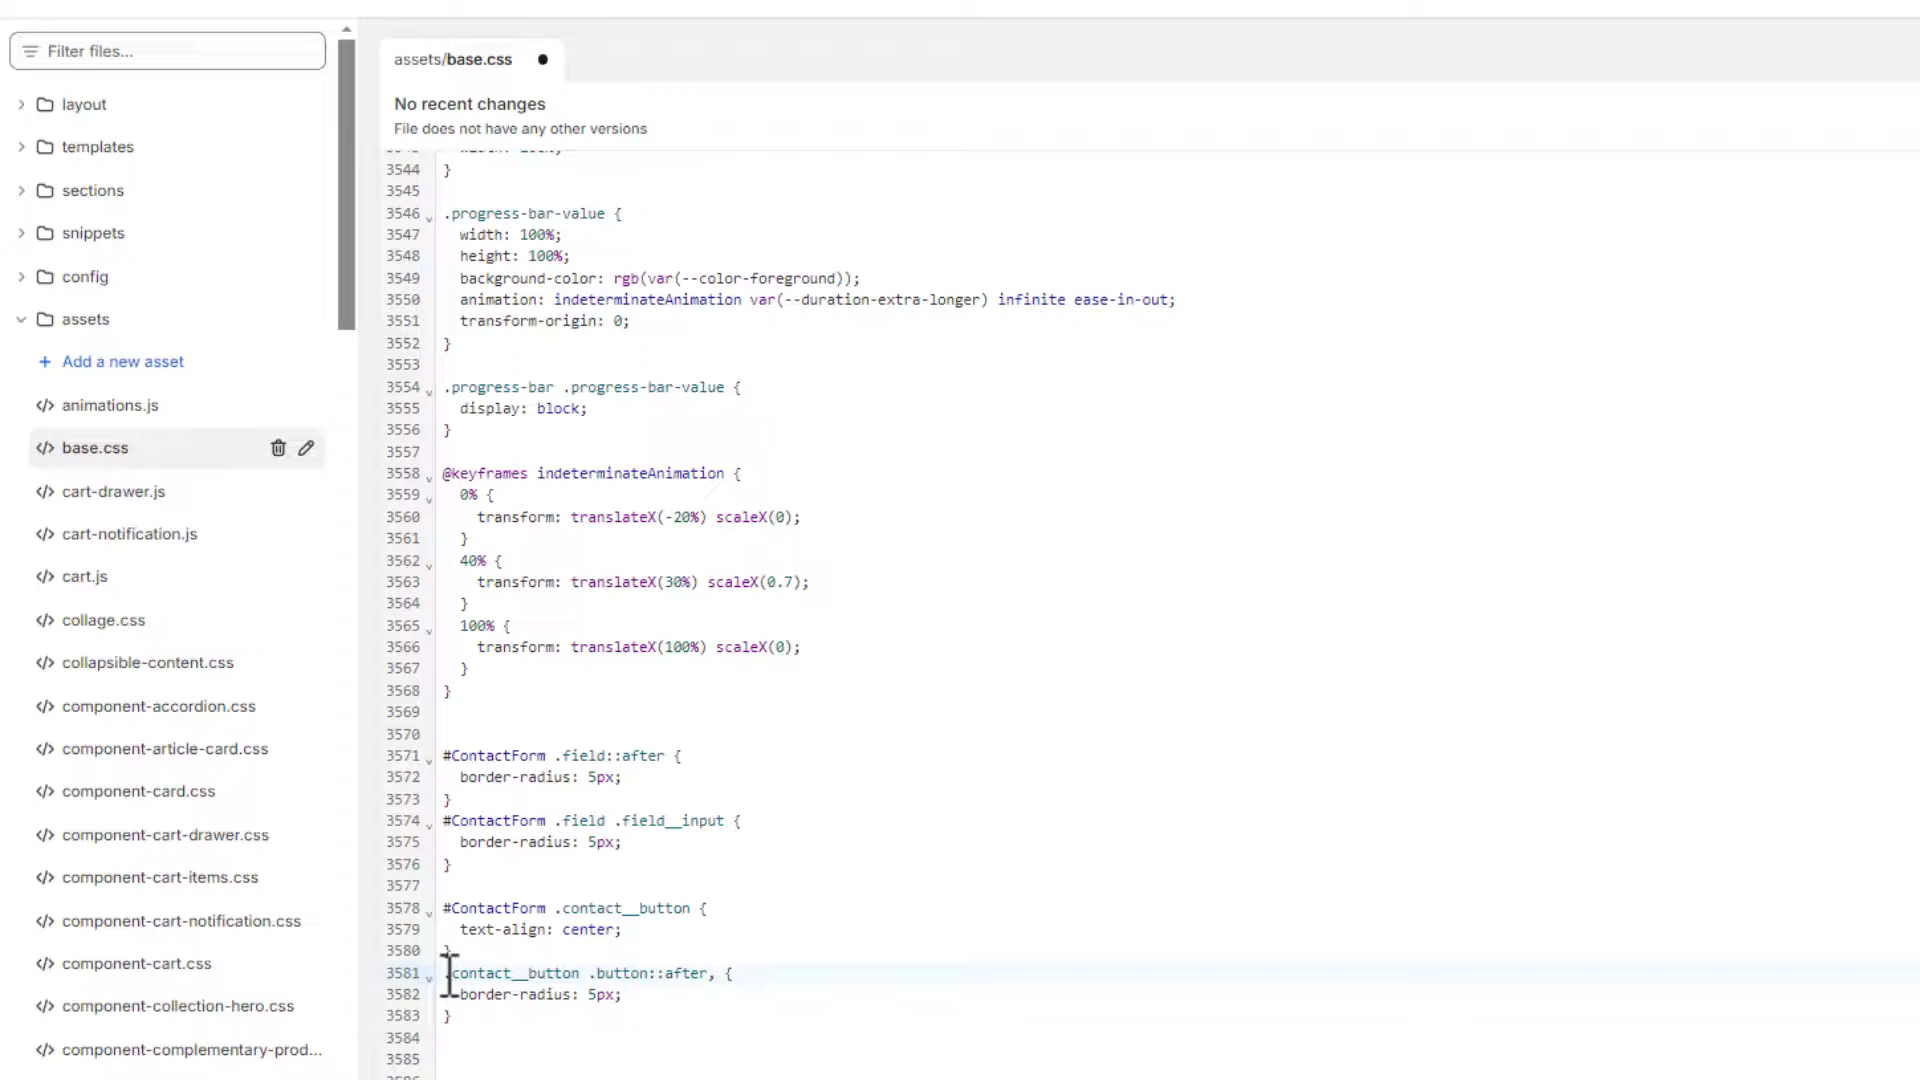 Filter files...
layout
templates
sections
snippets
config
assets
+ Add a new asset
</> animations.js
</> base.css
</> cart-drawer.js
</> cart-notification.js
</> cart.js
</> collage.css
</> collapsible-content.css
</> component-accordion.css
</> component-article-card.css
</> component-card.css
</> component-cart-drawer.css
</> component-cart-items.css
</> component-cart-notification.css
</> component-cart.css
</> component-collection-hero.css
</> component-complementary-prod...
assets/base.css
No recent changes
File does not have any other versions
3544 }
3545
3546 .progress-bar-value {
3547 width: 100%;
3548 height: 100%;
3549 background-color: rgb(var(--color-foreground));
3550 animation: indeterminateAnimation var(--duration-extra-longer) infinite ease-in-out;
3551 transform-origin: 0;
3552 }
3553
3554 .progress-bar .progress-bar-value {
3555 display: block;
3556 }
3557
3558 @keyframes indeterminateAnimation {
3559 0% {
3560 transform: translateX(-20%) scaleX(0);
3561 }
3562 40% {
3563 transform: translateX(30%) scaleX(0.7);
3564 }
3565 100% {
3566 transform: translateX(100%) scaleX(0);
3567 }
3568 }
3569
3570
3571 #ContactForm .field::after {
3572 border-radius: 5px;
3573 }
3574 #ContactForm .field .field__input {
3575 border-radius: 5px;
3576 }
3577
3578 #ContactForm .contact__button {
3579 text-align: center;
3580 }
3581 .contact__button .button::after, {
3582 border-radius: 5px;
3583 }
3584
3585